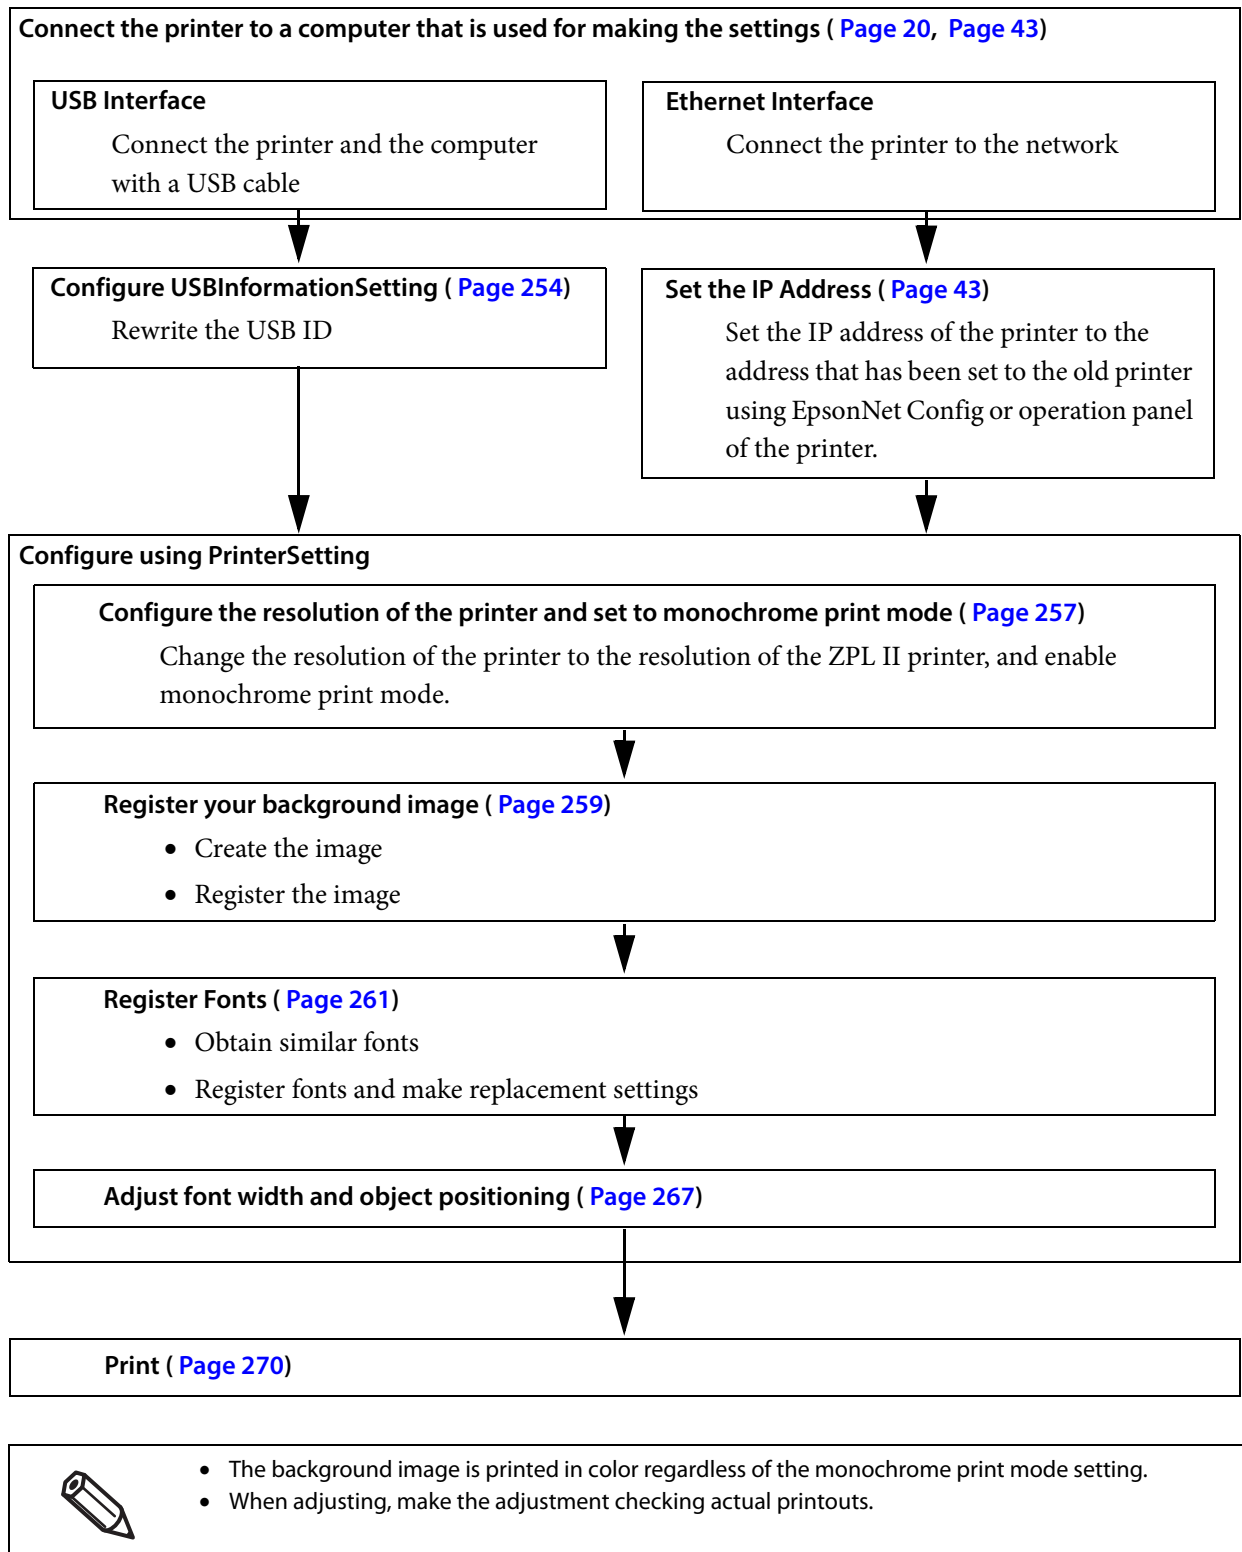 Connect the printer to a computer that is used for making the settings ( Page 20, Page 43)
USB Interface
Connect the printer and the computer
with a USB cable
Ethernet Interface
Connect the printer to the network
Configure USBInformationSetting ( Page 254)
Rewrite the USB ID
Set the IP Address ( Page 43)
Set the IP address of the printer to the
address that has been set to the old printer
using EpsonNet Config or operation panel
of the printer.
Configure using PrinterSetting
Configure the resolution of the printer and set to monochrome print mode ( Page 257)
Change the resolution of the printer to the resolution of the ZPL II printer, and enable
monochrome print mode.
Register your background image ( Page 259)
• Create the image
• Register the image
Register Fonts ( Page 261)
• Obtain similar fonts
• Register fonts and make replacement settings
Adjust font width and object positioning ( Page 267)
Print ( Page 270)
• The background image is printed in color regardless of the monochrome print mode setting.
• When adjusting, make the adjustment checking actual printouts.